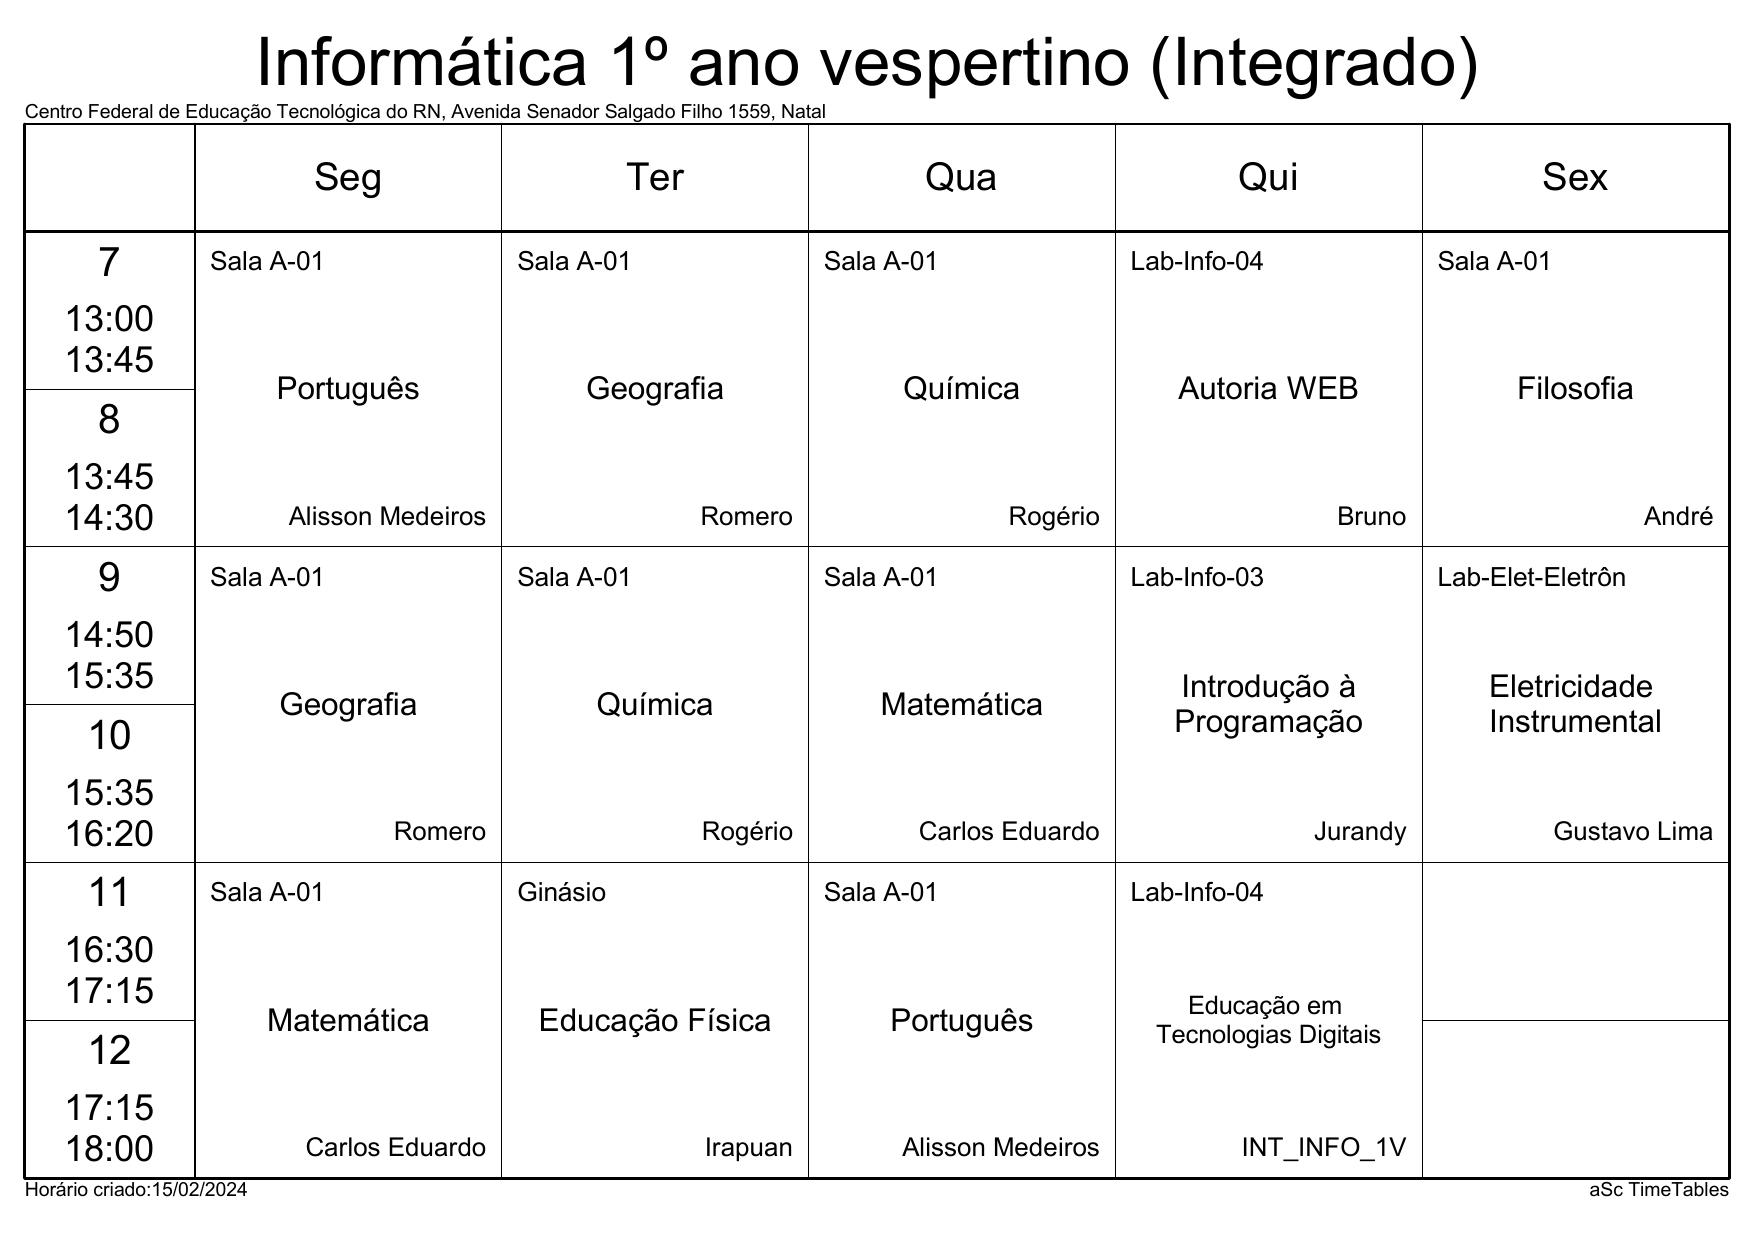 Informática 1º ano vespertino (Integrado)
Centro Federal de Educação Tecnológica do RN, Avenida Senador Salgado Filho 1559, Natal
Seg Ter Qua Qui Sex
7
13:00
13:45
8
13:45
14:30
Sala A-01
Português
Alisson Medeiros
Sala A-01
Geografia
Romero
Sala A-01
Química
Rogério
Lab-Info-04
Autoria WEB
Bruno
Sala A-01
Filosofia
André
9
14:50
15:35
10
15:35
16:20
Sala A-01
Geografia
Romero
Sala A-01
Química
Rogério
Sala A-01
Matemática
Carlos Eduardo
Lab-Info-03
Introdução à
Programação
Jurandy
Lab-Elet-Eletrôn
Eletricidade
Instrumental
Gustavo Lima
11
16:30
17:15
12
17:15
18:00
Sala A-01
Matemática
Carlos Eduardo
Ginásio
Educação Física
Irapuan
Sala A-01
Português
Alisson Medeiros
Lab-Info-04
Educação em
Tecnologias Digitais
INT_INFO_1V
Horário criado:15/02/2024
aSc TimeTables